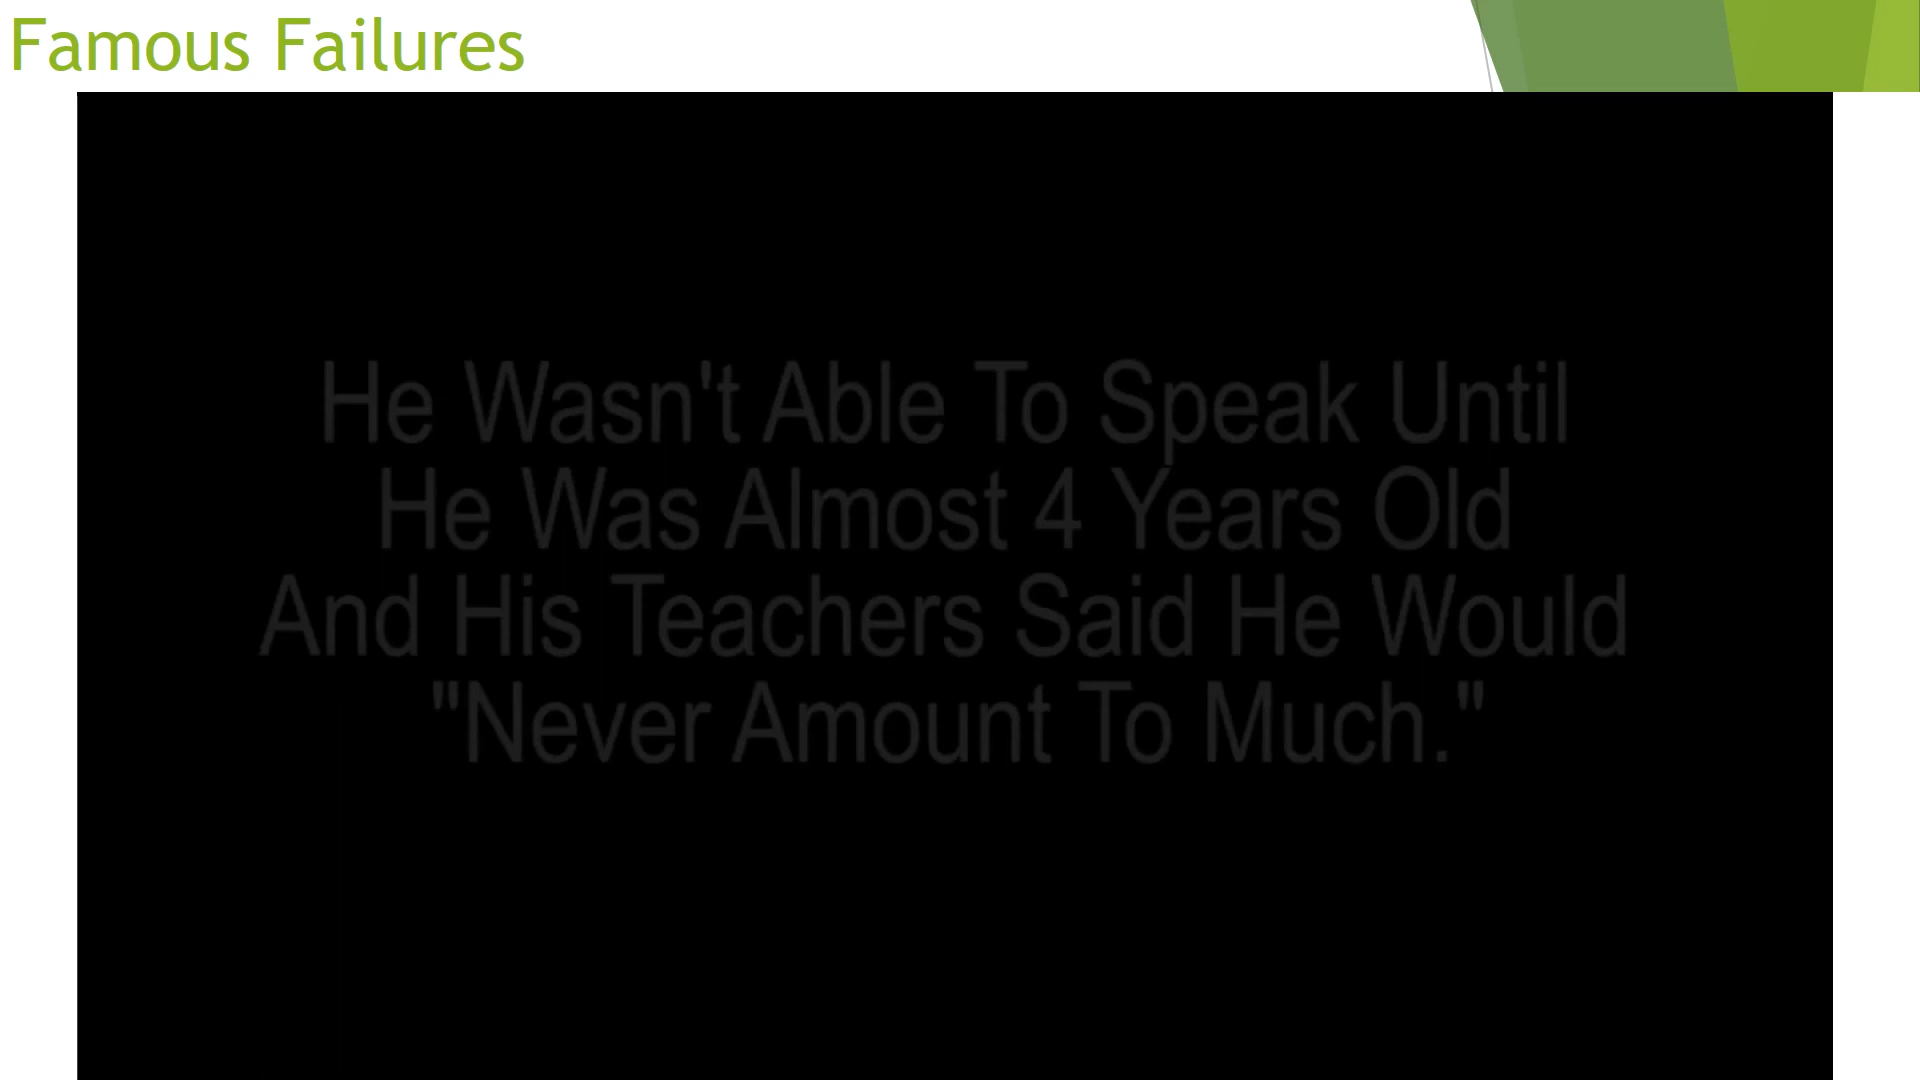 Famous Failures
He Wasn't Able To Speak Until
He Was Almost 4 Years Old
And His Teachers Said He Would
"Never Amount To Much."